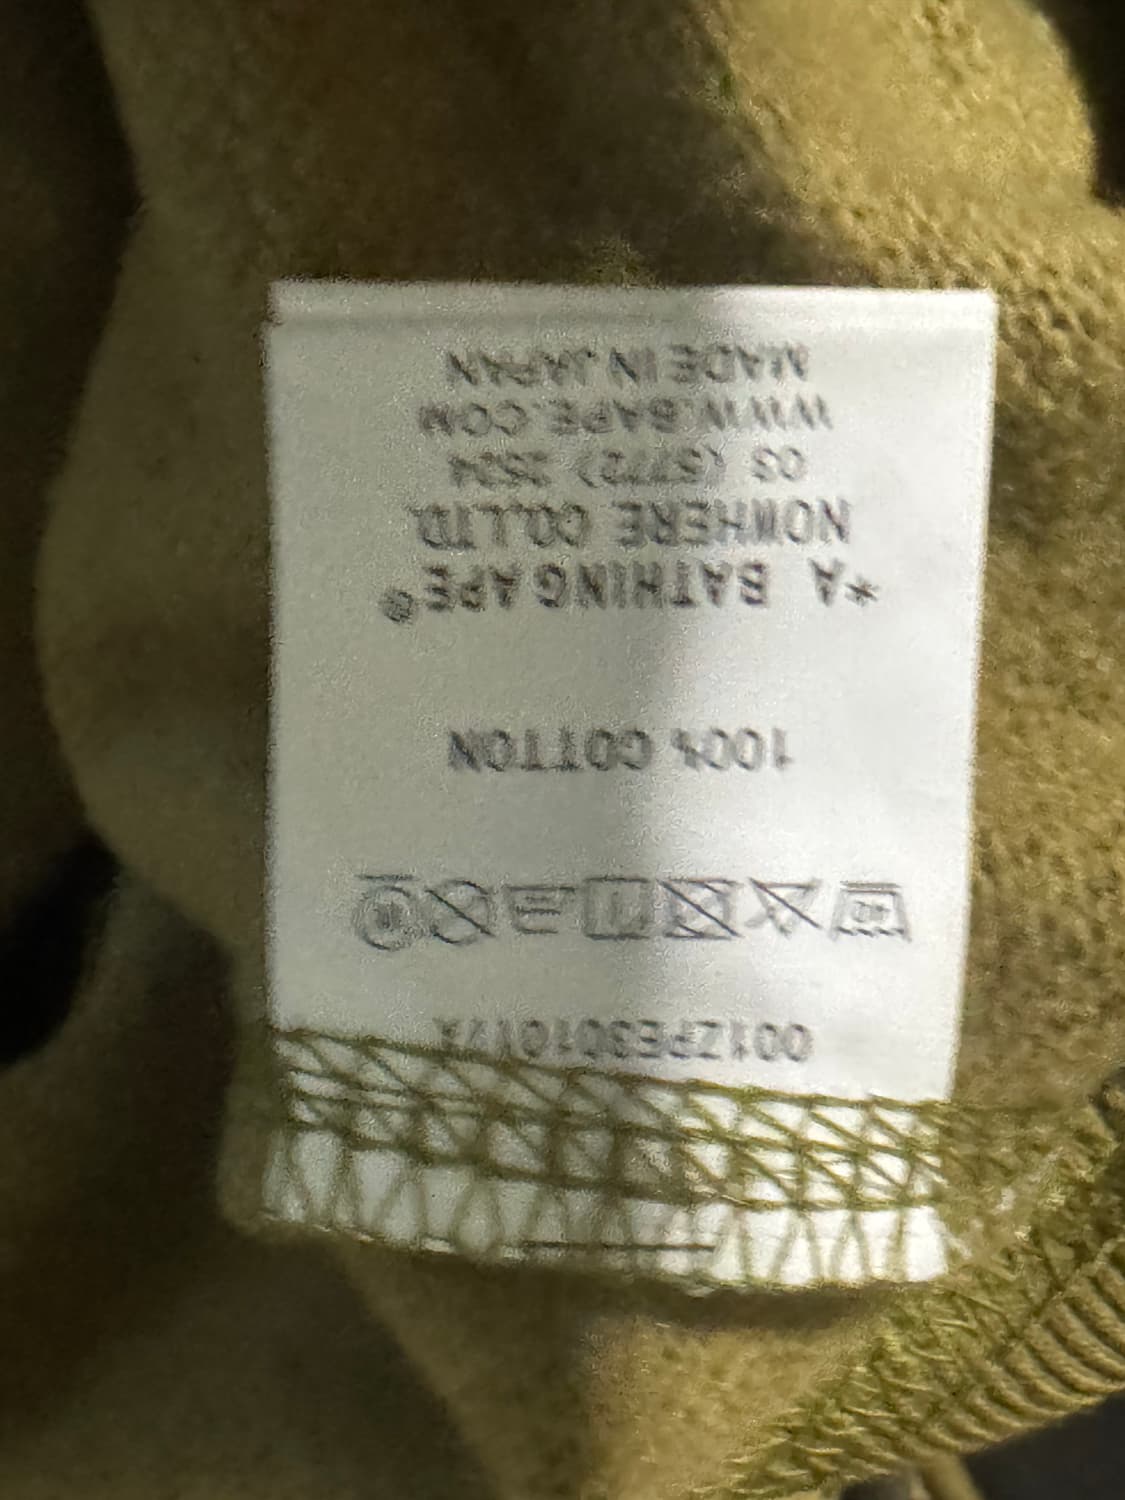 100% COTTON
*A BATHING APE®
NOWHERE CO.,LTD.
03 (5772) 2524
WWW.BAPE.COM
MADE IN JAPAN